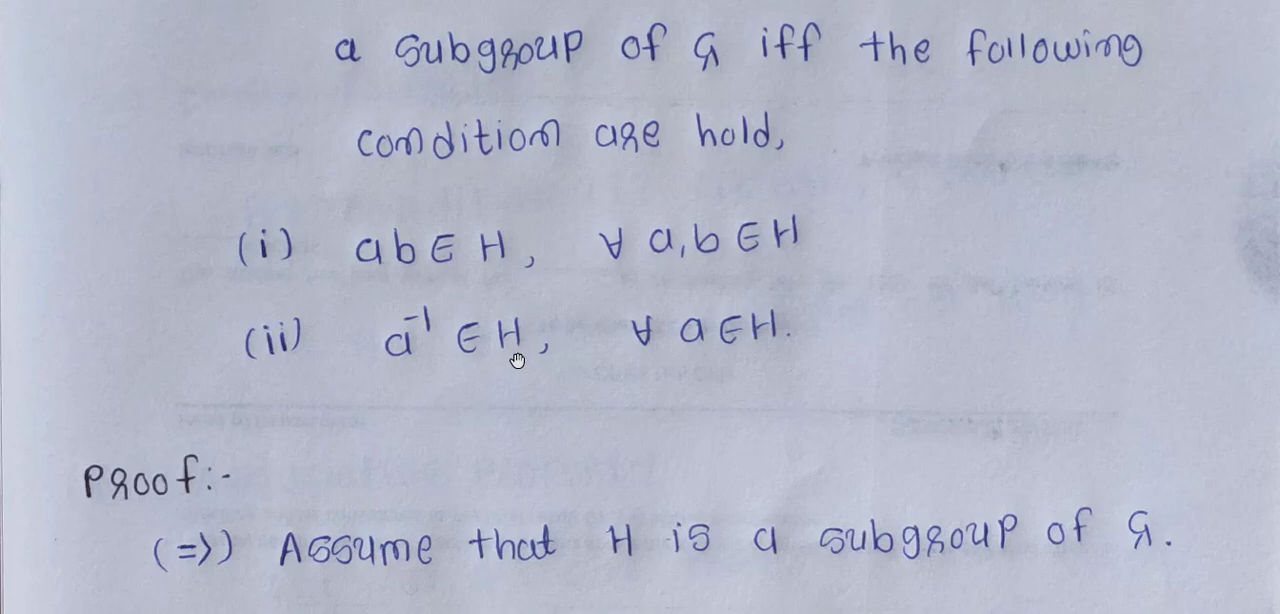 a subgroup of G iff the following
condition are hold,
(i) ab ∈ H, ∀ a,b ∈ H
(ii) a⁻¹ ∈ H, ∀ a ∈ H.
Proof:-
(=>) Assume that H is a subgroup of G.